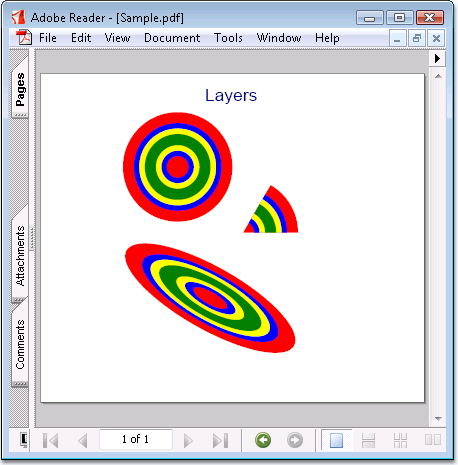 Adobe Reader - [Sample.pdf]
File Edit View Document Tools Window Help
Pages
Layers
Attachments
Comments
1 of 1